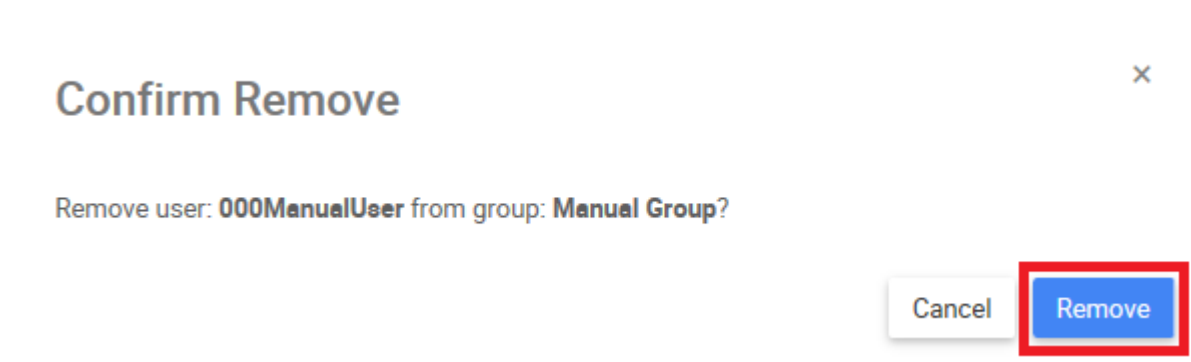 Confirm Remove
×
Remove user: 000ManualUser from group: Manual Group?
Cancel
Remove